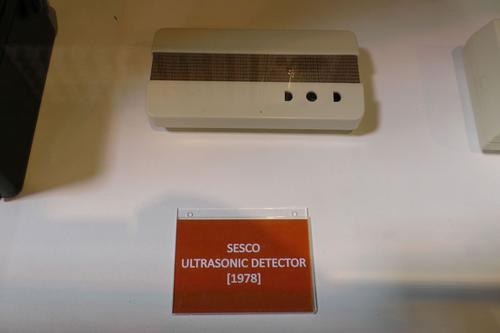 SESCO
ULTRASONIC DETECTOR
[1978]